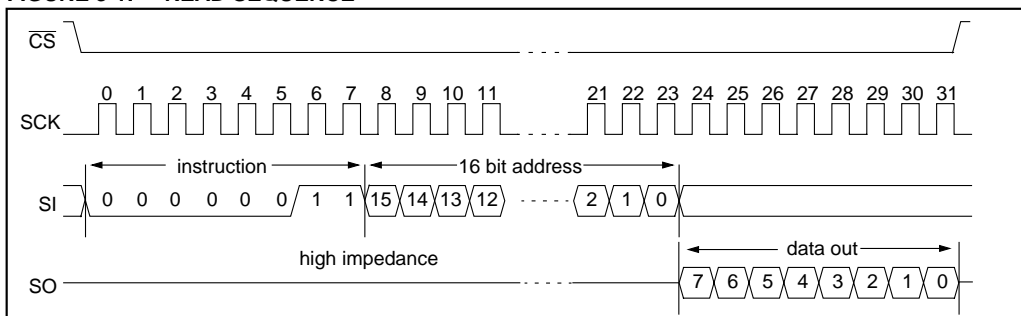 CS
0 1 2 3 4 5 6 7 8 9 10 11 21 22 23 24 25 26 27 28 29 30 31
SCK
instruction 16 bit address
SI 0 0 0 0 0 0 1 1 15 14 13 12 2 1 0
high impedance data out
SO 7 6 5 4 3 2 1 0